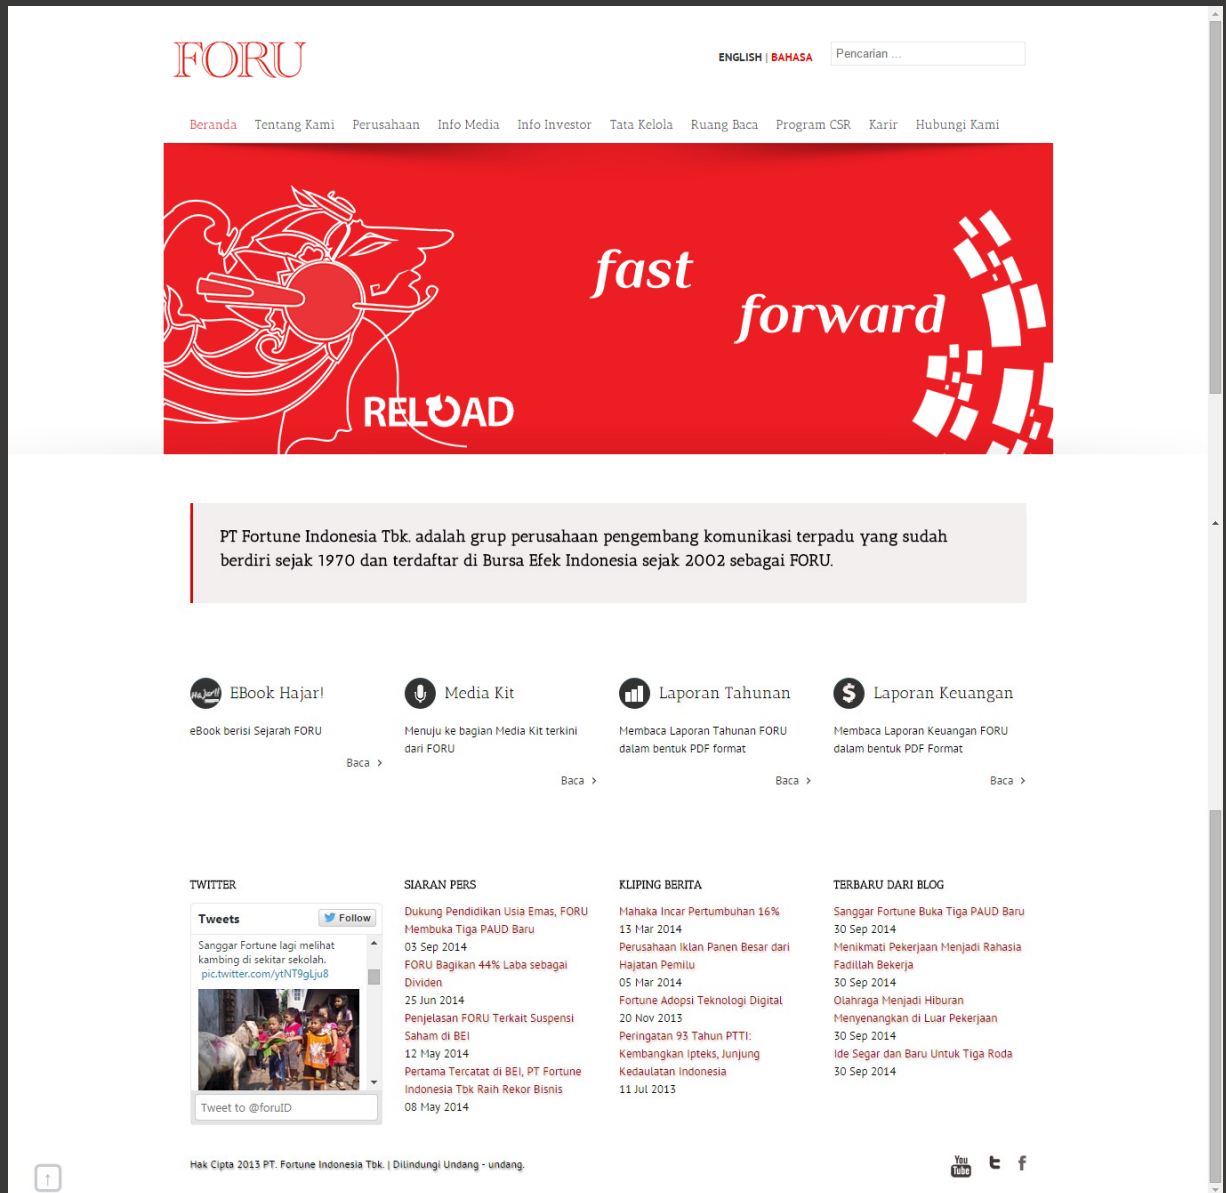 FORU
ENGLISH | BAHASA
Pencarian ...
Beranda Tentang Kami Perusahaan Info Media Info Investor Tata Kelola Ruang Baca Program CSR Karir Hubungi Kami
fast
forward
RELOAD
PT Fortune Indonesia Tbk. adalah grup perusahaan pengembang komunikasi terpadu yang sudah
berdiri sejak 1970 dan terdaftar di Bursa Efek Indonesia sejak 2002 sebagai FORU.
Hajar!!
EBook Hajar!
eBook berisi Sejarah FORU
Baca >
Media Kit
Menuju ke bagian Media Kit terkini
dari FORU
Baca >
Laporan Tahunan
Membaca Laporan Tahunan FORU
dalam bentuk PDF format
Baca >
$
Laporan Keuangan
Membaca Laporan Keuangan FORU
dalam bentuk PDF Format
Baca >
TWITTER
Tweets
Follow
Sanggar Fortune lagi melihat
kambing di sekitar sekolah.
pic.twitter.com/ytNT9gLju8
Tweet to @foruID
SIARAN PERS
Dukung Pendidikan Usia Emas, FORU
Membuka Tiga PAUD Baru
03 Sep 2014
FORU Bagikan 44% Laba sebagai
Dividen
25 Jun 2014
Penjelasan FORU Terkait Suspensi
Saham di BEI
12 May 2014
Pertama Tercatat di BEI, PT Fortune
Indonesia Tbk Raih Rekor Bisnis
08 May 2014
KLIPING BERITA
Mahaka Incar Pertumbuhan 16%
13 Mar 2014
Perusahaan Iklan Panen Besar dari
Hajatan Pemilu
05 Mar 2014
Fortune Adopsi Teknologi Digital
20 Nov 2013
Peringatan 93 Tahun PTTI:
Kembangkan Ipteks, Junjung
Kedaulatan Indonesia
11 Jul 2013
TERBARU DARI BLOG
Sanggar Fortune Buka Tiga PAUD Baru
30 Sep 2014
Menikmati Pekerjaan Menjadi Rahasia
Fadillah Bekerja
30 Sep 2014
Olahraga Menjadi Hiburan
Menyenangkan di Luar Pekerjaan
30 Sep 2014
Ide Segar dan Baru Untuk Tiga Roda
30 Sep 2014
Hak Cipta 2013 PT. Fortune Indonesia Tbk. | Dilindungi Undang - undang.
You
Tube